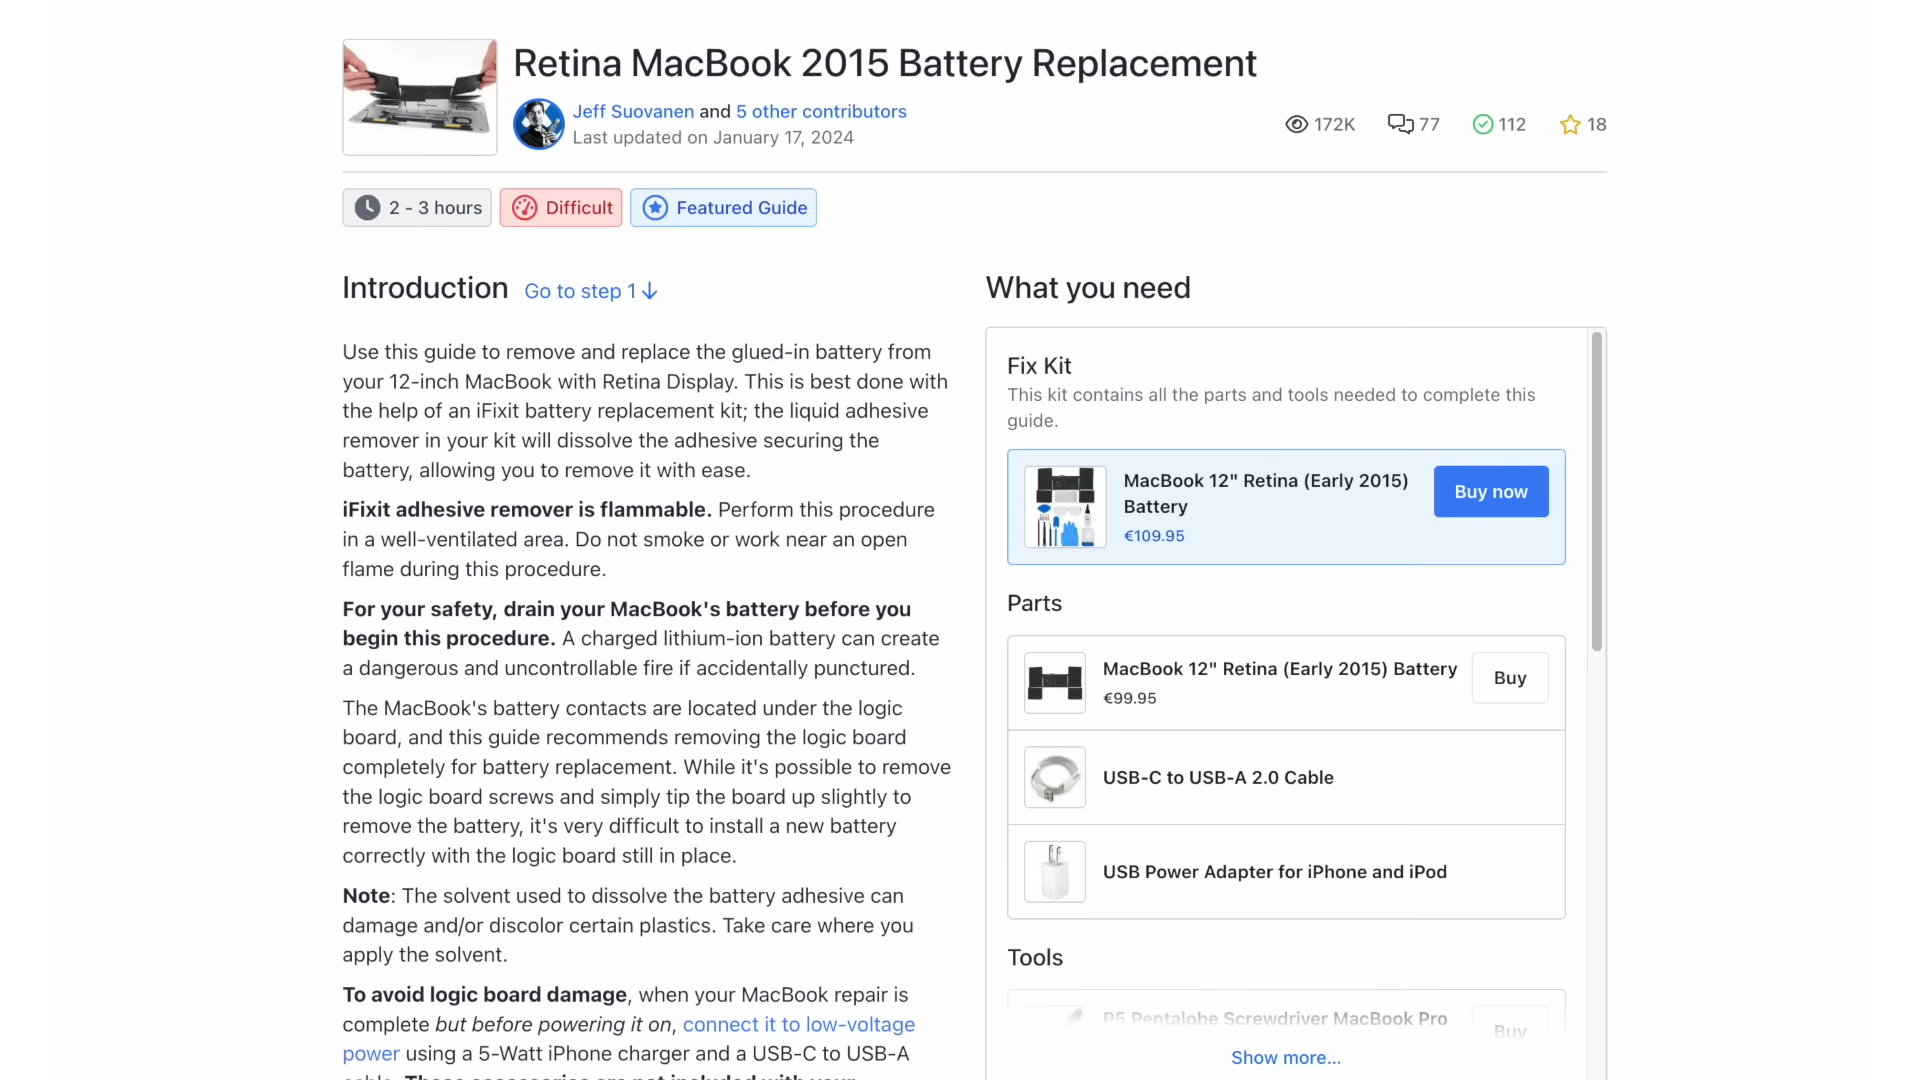 Retina MacBook 2015 Battery Replacement
Jeff Suovanen and 5 other contributors
Last updated on January 17, 2024
172K
77
112
18
2 - 3 hours
Difficult
Featured Guide
Introduction
Go to step 1
Use this guide to remove and replace the glued-in battery from
your 12-inch MacBook with Retina Display. This is best done with
the help of an iFixit battery replacement kit; the liquid adhesive
remover in your kit will dissolve the adhesive securing the
battery, allowing you to remove it with ease.
iFixit adhesive remover is flammable. Perform this procedure
in a well-ventilated area. Do not smoke or work near an open
flame during this procedure.
For your safety, drain your MacBook's battery before you
begin this procedure. A charged lithium-ion battery can create
a dangerous and uncontrollable fire if accidentally punctured.
The MacBook's battery contacts are located under the logic
board, and this guide recommends removing the logic board
completely for battery replacement. While it's possible to remove
the logic board screws and simply tip the board up slightly to
remove the battery, it's very difficult to install a new battery
correctly with the logic board still in place.
Note: The solvent used to dissolve the battery adhesive can
damage and/or discolor certain plastics. Take care where you
apply the solvent.
To avoid logic board damage, when your MacBook repair is
complete but before powering it on, connect it to low-voltage
power using a 5-Watt iPhone charger and a USB-C to USB-A
cable. These accessories are not included with your
What you need
Fix Kit
This kit contains all the parts and tools needed to complete this
guide.
MacBook 12" Retina (Early 2015)
Battery
€109.95
Buy now
Parts
MacBook 12" Retina (Early 2015) Battery
€99.95
Buy
USB-C to USB-A 2.0 Cable
USB Power Adapter for iPhone and iPod
Tools
P5 Pentalobe Screwdriver MacBook Pro
Buy
Show more...